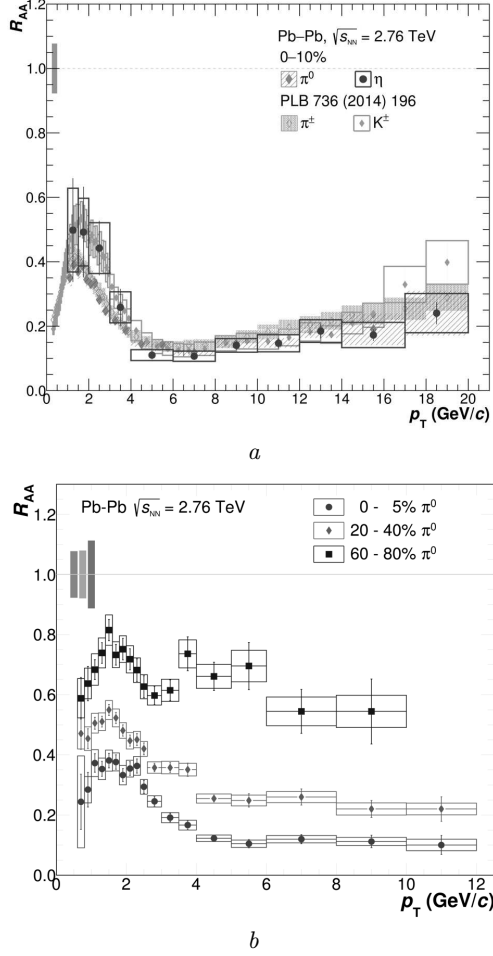 R_AA
1.2
Pb–Pb, √s_NN = 2.76 TeV
0–10%
π⁰ η
PLB 736 (2014) 196
π± K±
1.0
0.8
0.6
0.4
0.2
0.0
0 2 4 6 8 10 12 14 16 18 20
p_T (GeV/c)
a
R_AA
1.2
Pb-Pb √s_NN = 2.76 TeV
0 - 5% π⁰
20 - 40% π⁰
60 - 80% π⁰
1.0
0.8
0.6
0.4
0.2
0.0
0 2 4 6 8 10 12
p_T (GeV/c)
b